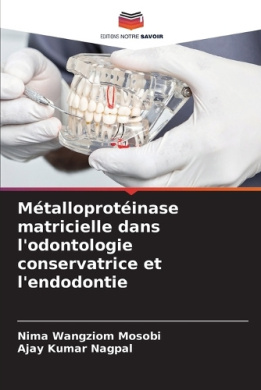 EDITIONS NOTRE SAVOIR
Métalloprotéinase
matricielle dans
l'odontologie
conservatrice et
l'endodontie
Nima Wangziom Mosobi
Ajay Kumar Nagpal